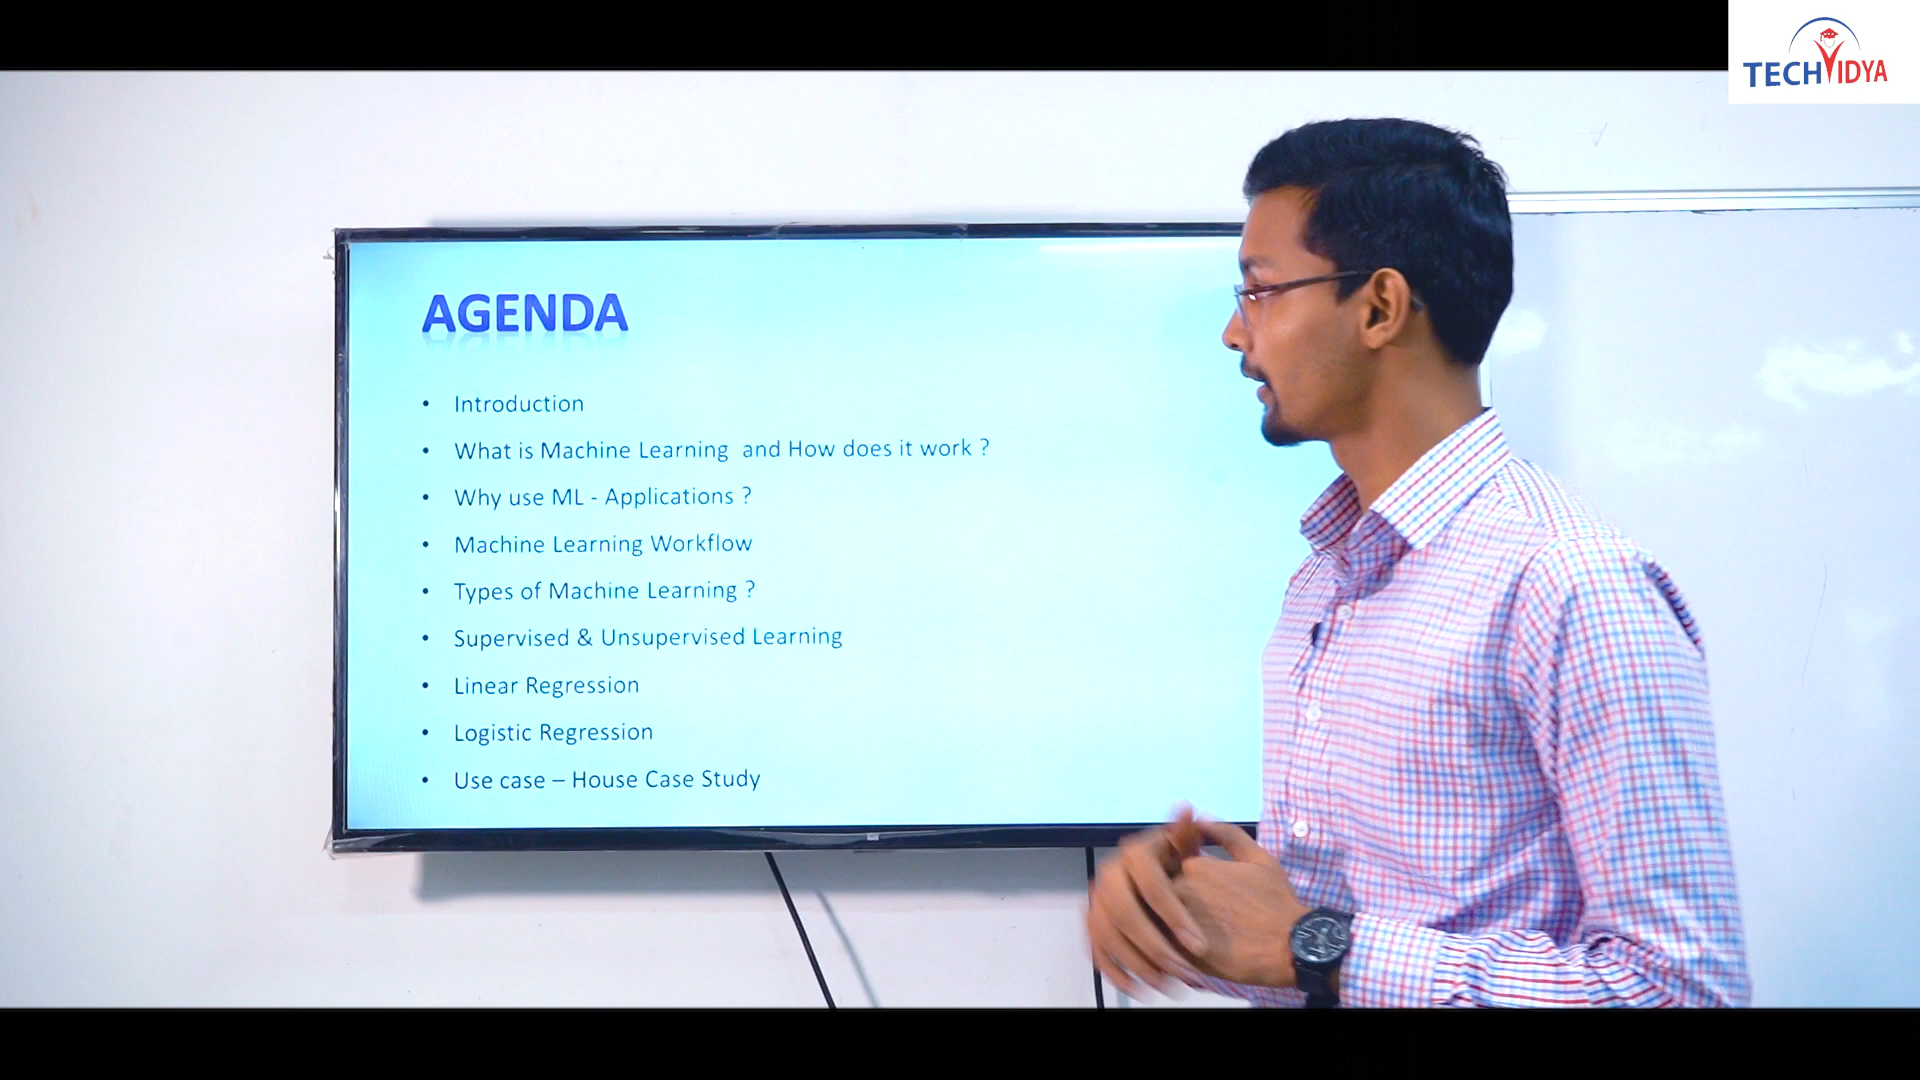 TECHVIDYA
AGENDA
• Introduction
• What is Machine Learning and How does it work ?
• Why use ML - Applications ?
• Machine Learning Workflow
• Types of Machine Learning ?
• Supervised & Unsupervised Learning
• Linear Regression
• Logistic Regression
• Use case – House Case Study